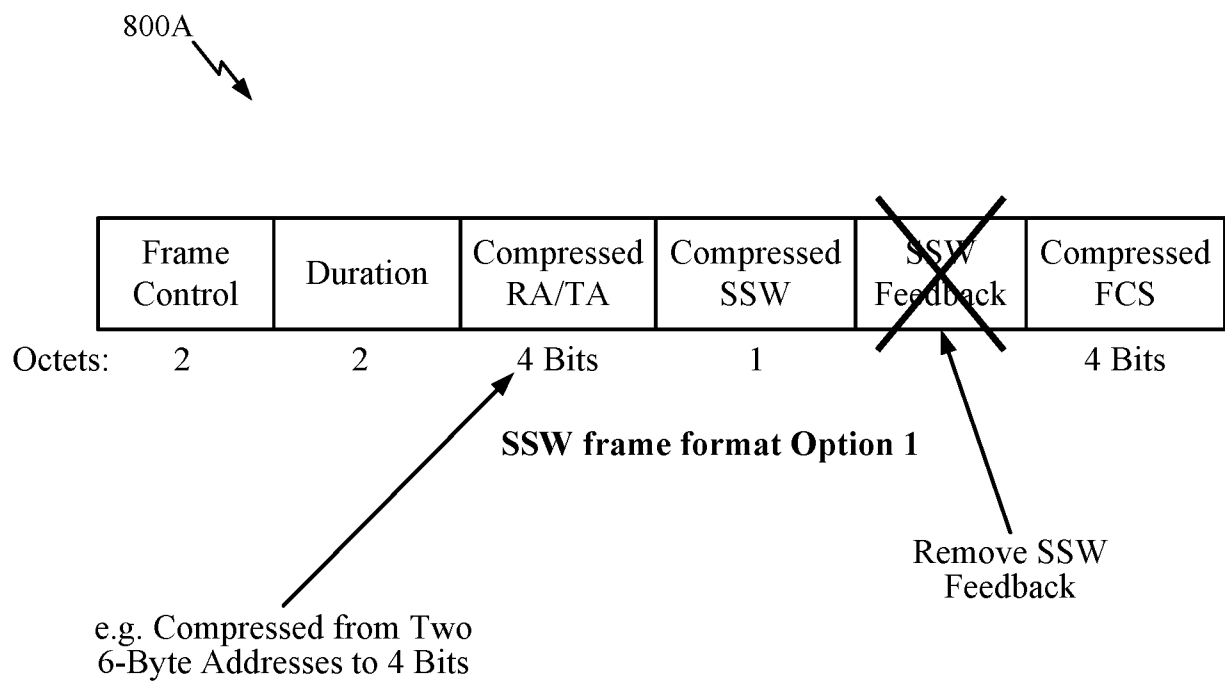 800A
Frame Control
Duration
Compressed RA/TA
Compressed SSW
SSW Feedback
Compressed FCS
Octets: 2 2 4 Bits 1 4 Bits
SSW frame format Option 1
Remove SSW
Feedback
e.g. Compressed from Two
6-Byte Addresses to 4 Bits